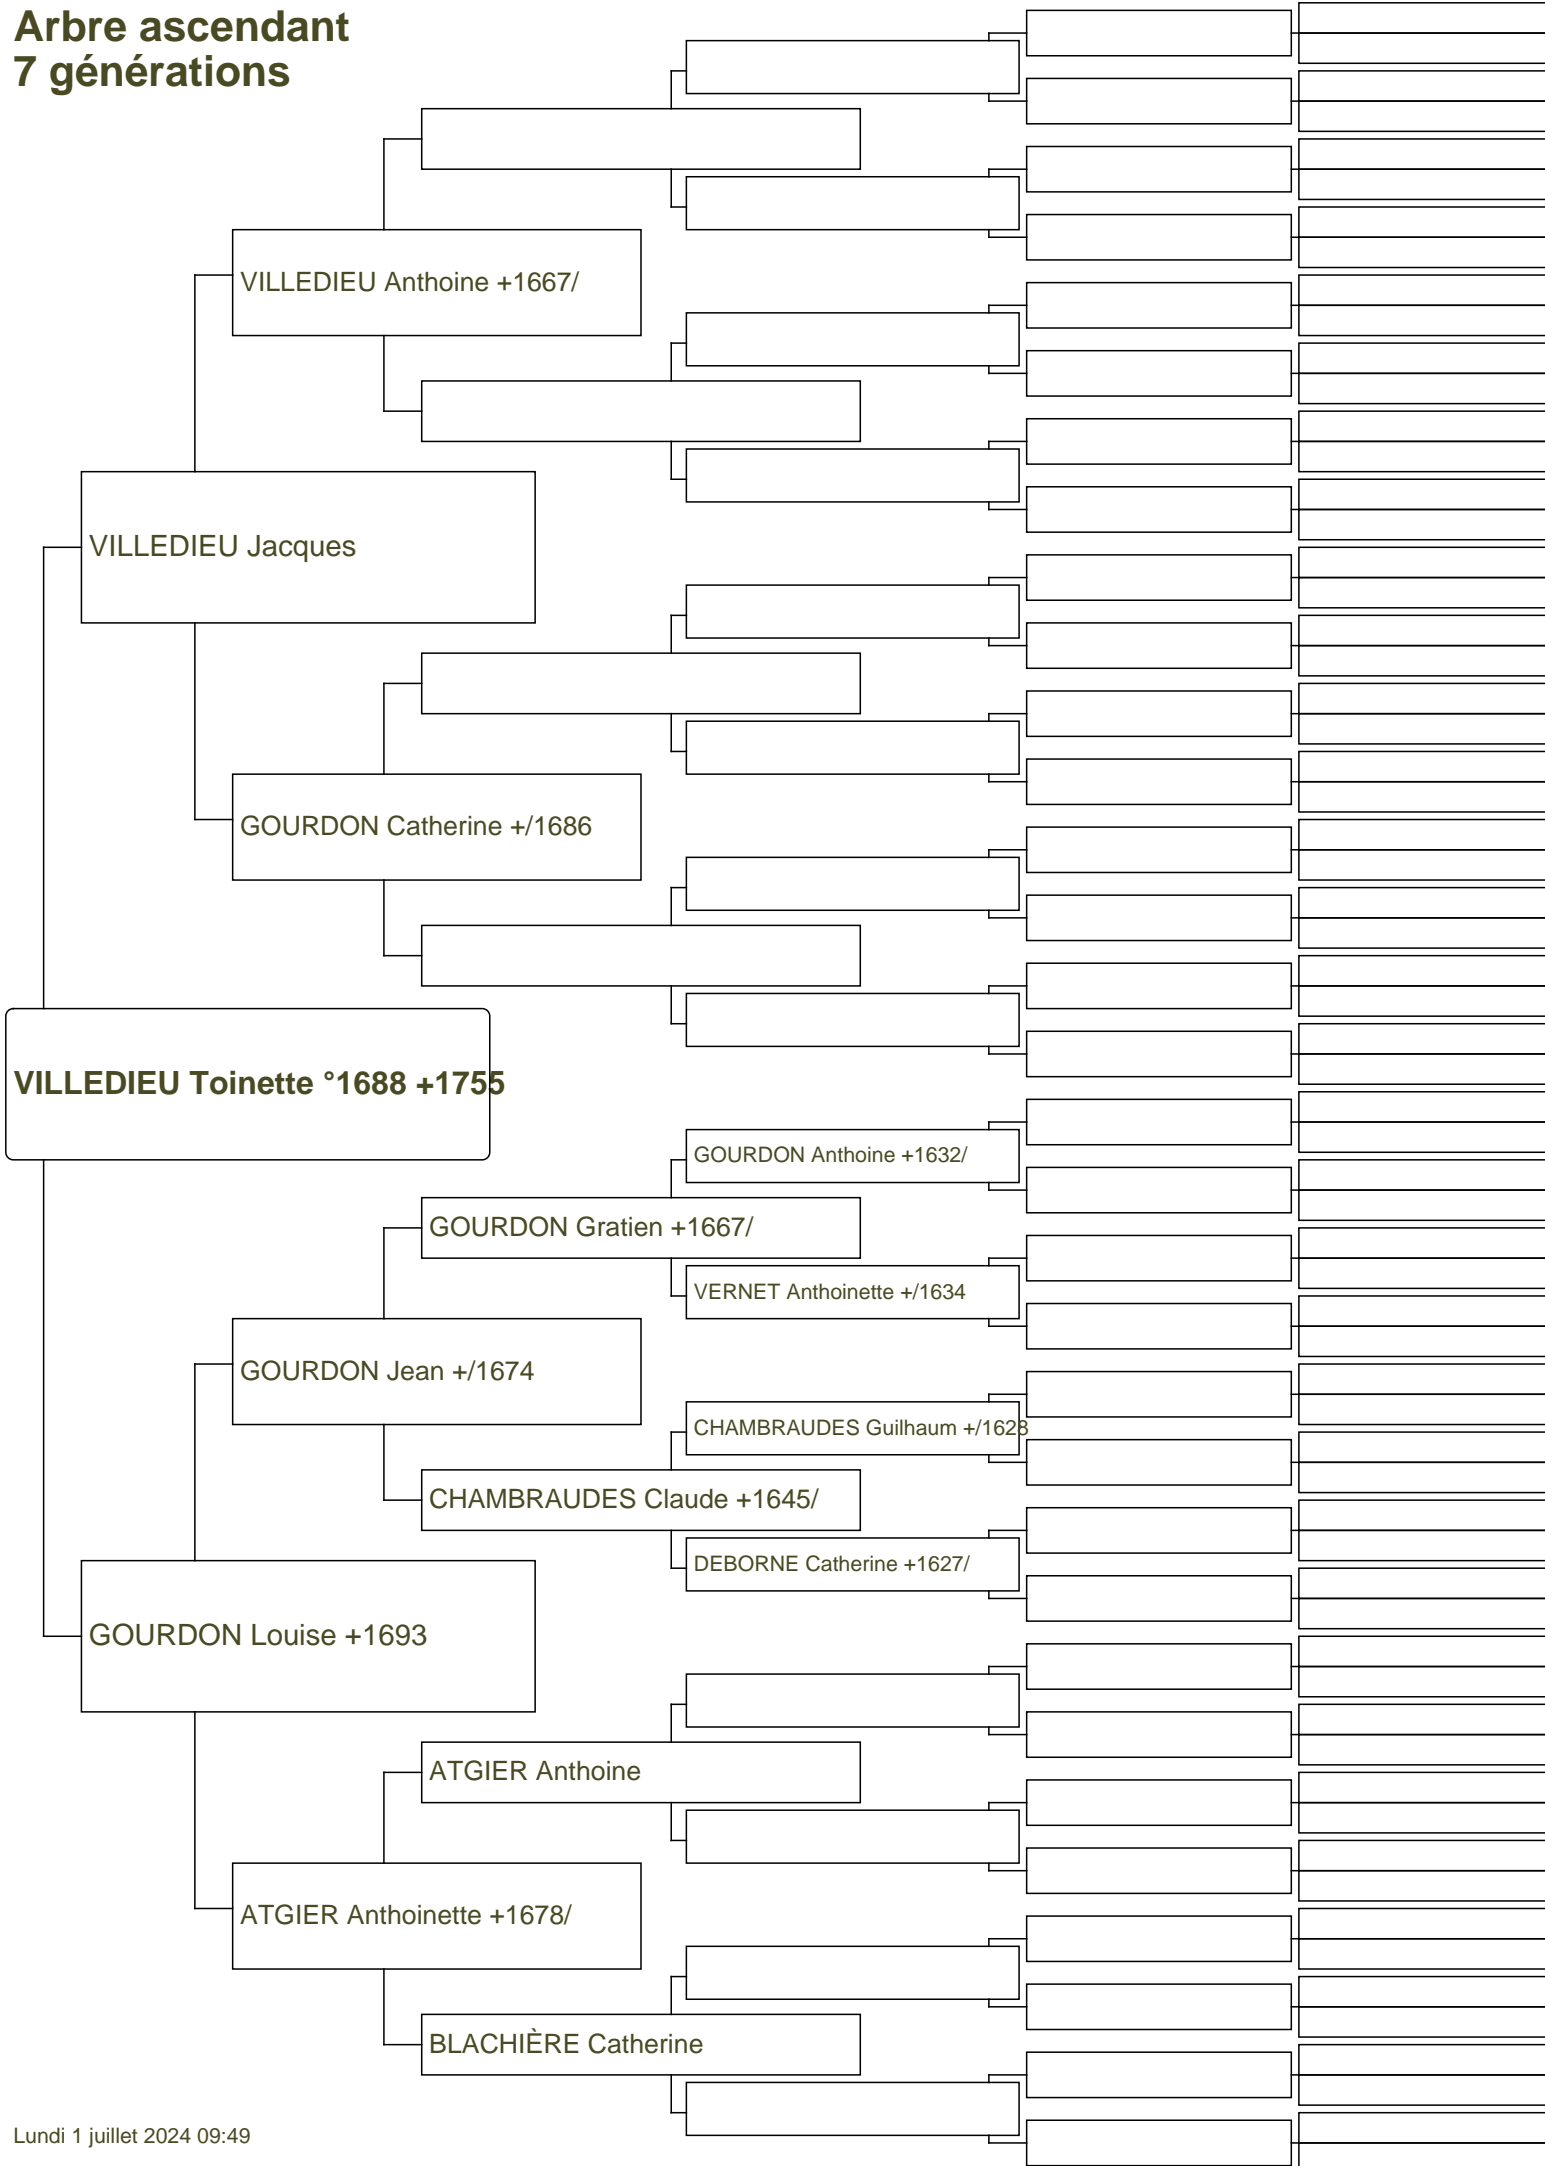 Arbre ascendant
7 générations
VILLEDIEU Anthoine +1667/
VILLEDIEU Jacques
GOURDON Catherine +/1686
VILLEDIEU Toinette °1688 +1755
GOURDON Anthoine +1632/
GOURDON Gratien +1667/
VERNET Anthoinette +/1634
GOURDON Jean +/1674
CHAMBRAUDES Guilhaum +/1628
CHAMBRAUDES Claude +1645/
DEBORNE Catherine +1627/
GOURDON Louise +1693
ATGIER Anthoine
ATGIER Anthoinette +1678/
BLACHIÈRE Catherine
Lundi 1 juillet 2024 09:49